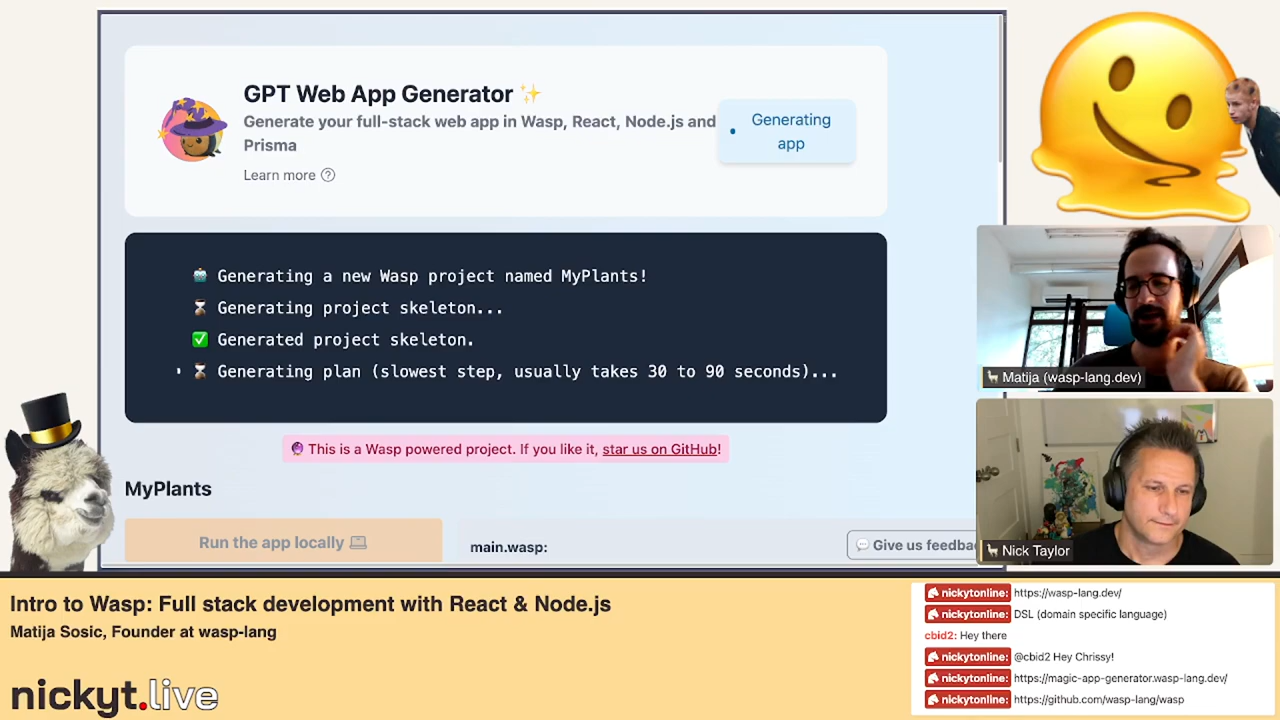 GPT Web App Generator ✨
Generate your full-stack web app in Wasp, React, Node.js and
Prisma
Learn more
Generating
app
Generating a new Wasp project named MyPlants!
Generating project skeleton...
Generated project skeleton.
Generating plan (slowest step, usually takes 30 to 90 seconds)...
🔮 This is a Wasp powered project. If you like it, star us on GitHub!
MyPlants
Run the app locally
main.wasp:
Give us feedba
Matija (wasp-lang.dev)
Nick Taylor
Intro to Wasp: Full stack development with React & Node.js
Matija Sosic, Founder at wasp-lang
nickyt.live
nickytonline: https://wasp-lang.dev/
nickytonline: DSL (domain specific language)
cbid2: Hey there
nickytonline: @cbid2 Hey Chrissy!
nickytonline: https://magic-app-generator.wasp-lang.dev/
nickytonline: https://github.com/wasp-lang/wasp